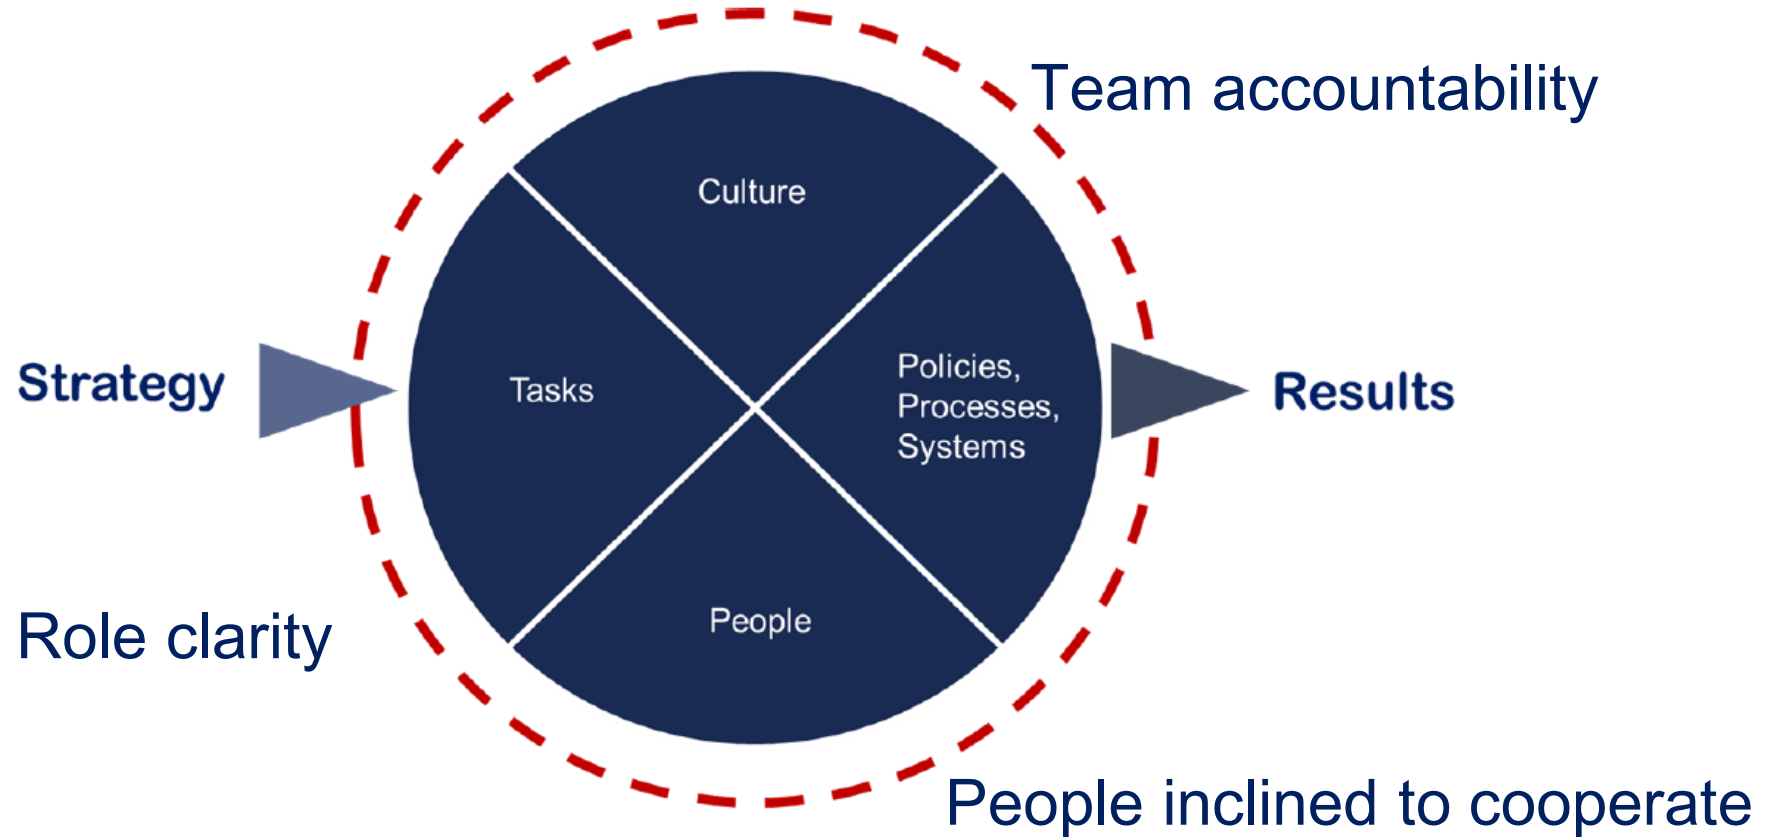 Team accountability
Culture
Strategy
Tasks
Policies,
Processes,
Systems
Results
Role clarity
People
People inclined to cooperate